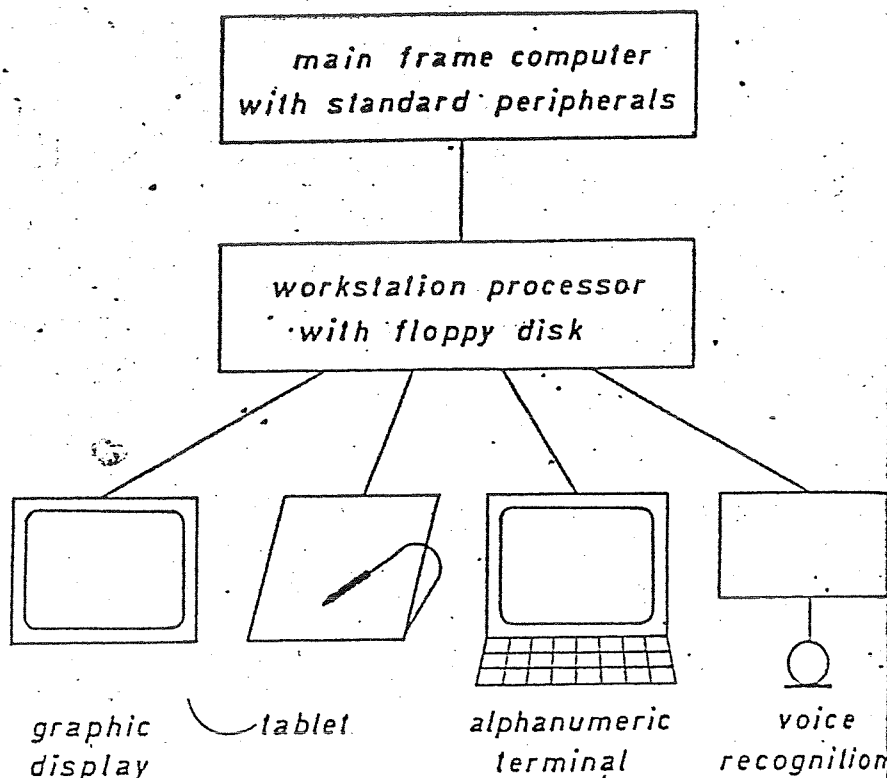 main frame computer
with standard peripherals
workstation processor
with floppy disk
graphic
display
tablet
alphanumeric
terminal
voice
recognition